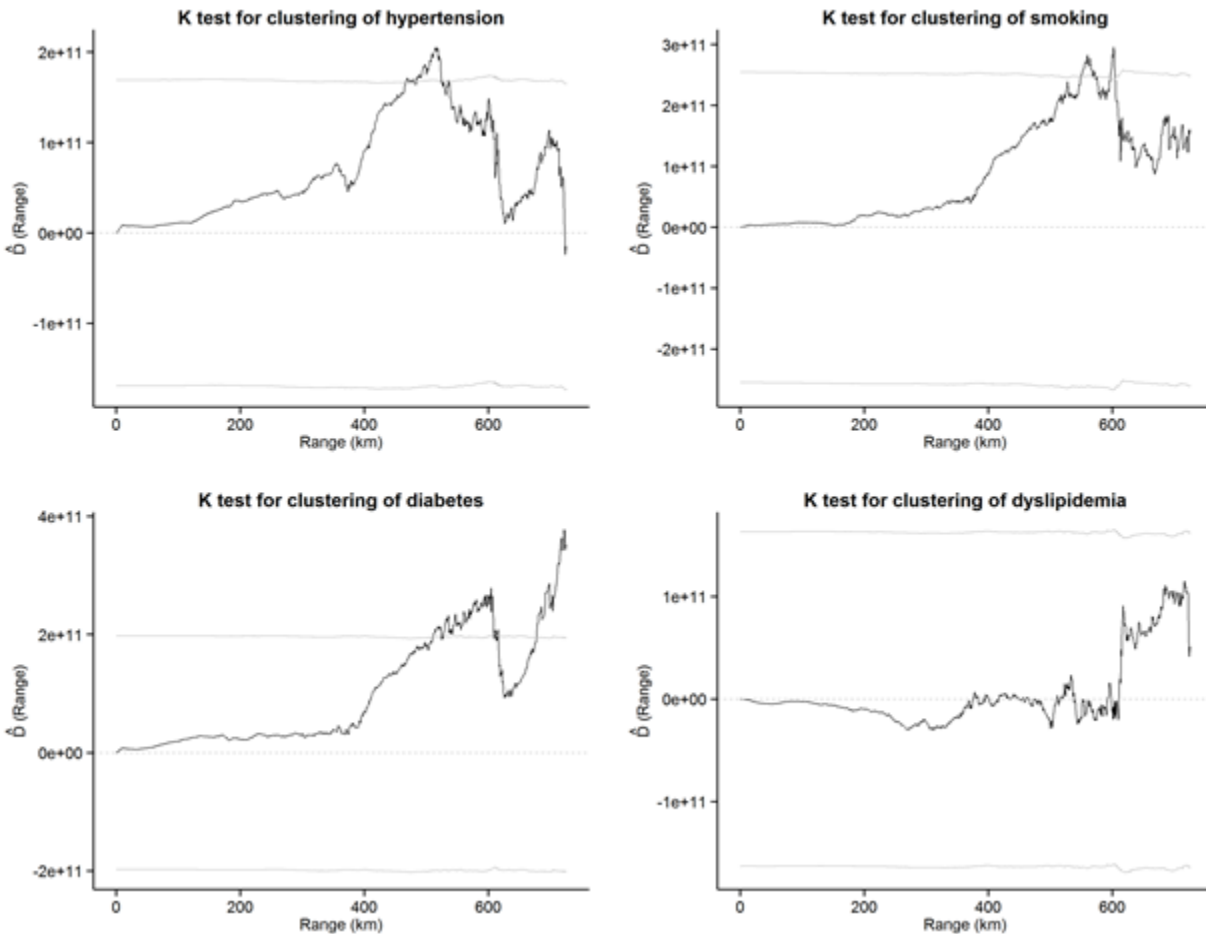 K test for clustering of hypertension
2e+11
1e+11
0e+00
-1e+11
D̂ (Range)
0 200 400 600
Range (km)
K test for clustering of smoking
3e+11
2e+11
1e+11
0e+00
-1e+11
-2e+11
D̂ (Range)
0 200 400 600
Range (km)
K test for clustering of diabetes
4e+11
2e+11
0e+00
-2e+11
D̂ (Range)
0 200 400 600
Range (km)
K test for clustering of dyslipidemia
1e+11
0e+00
-1e+11
D̂ (Range)
0 200 400 600
Range (km)